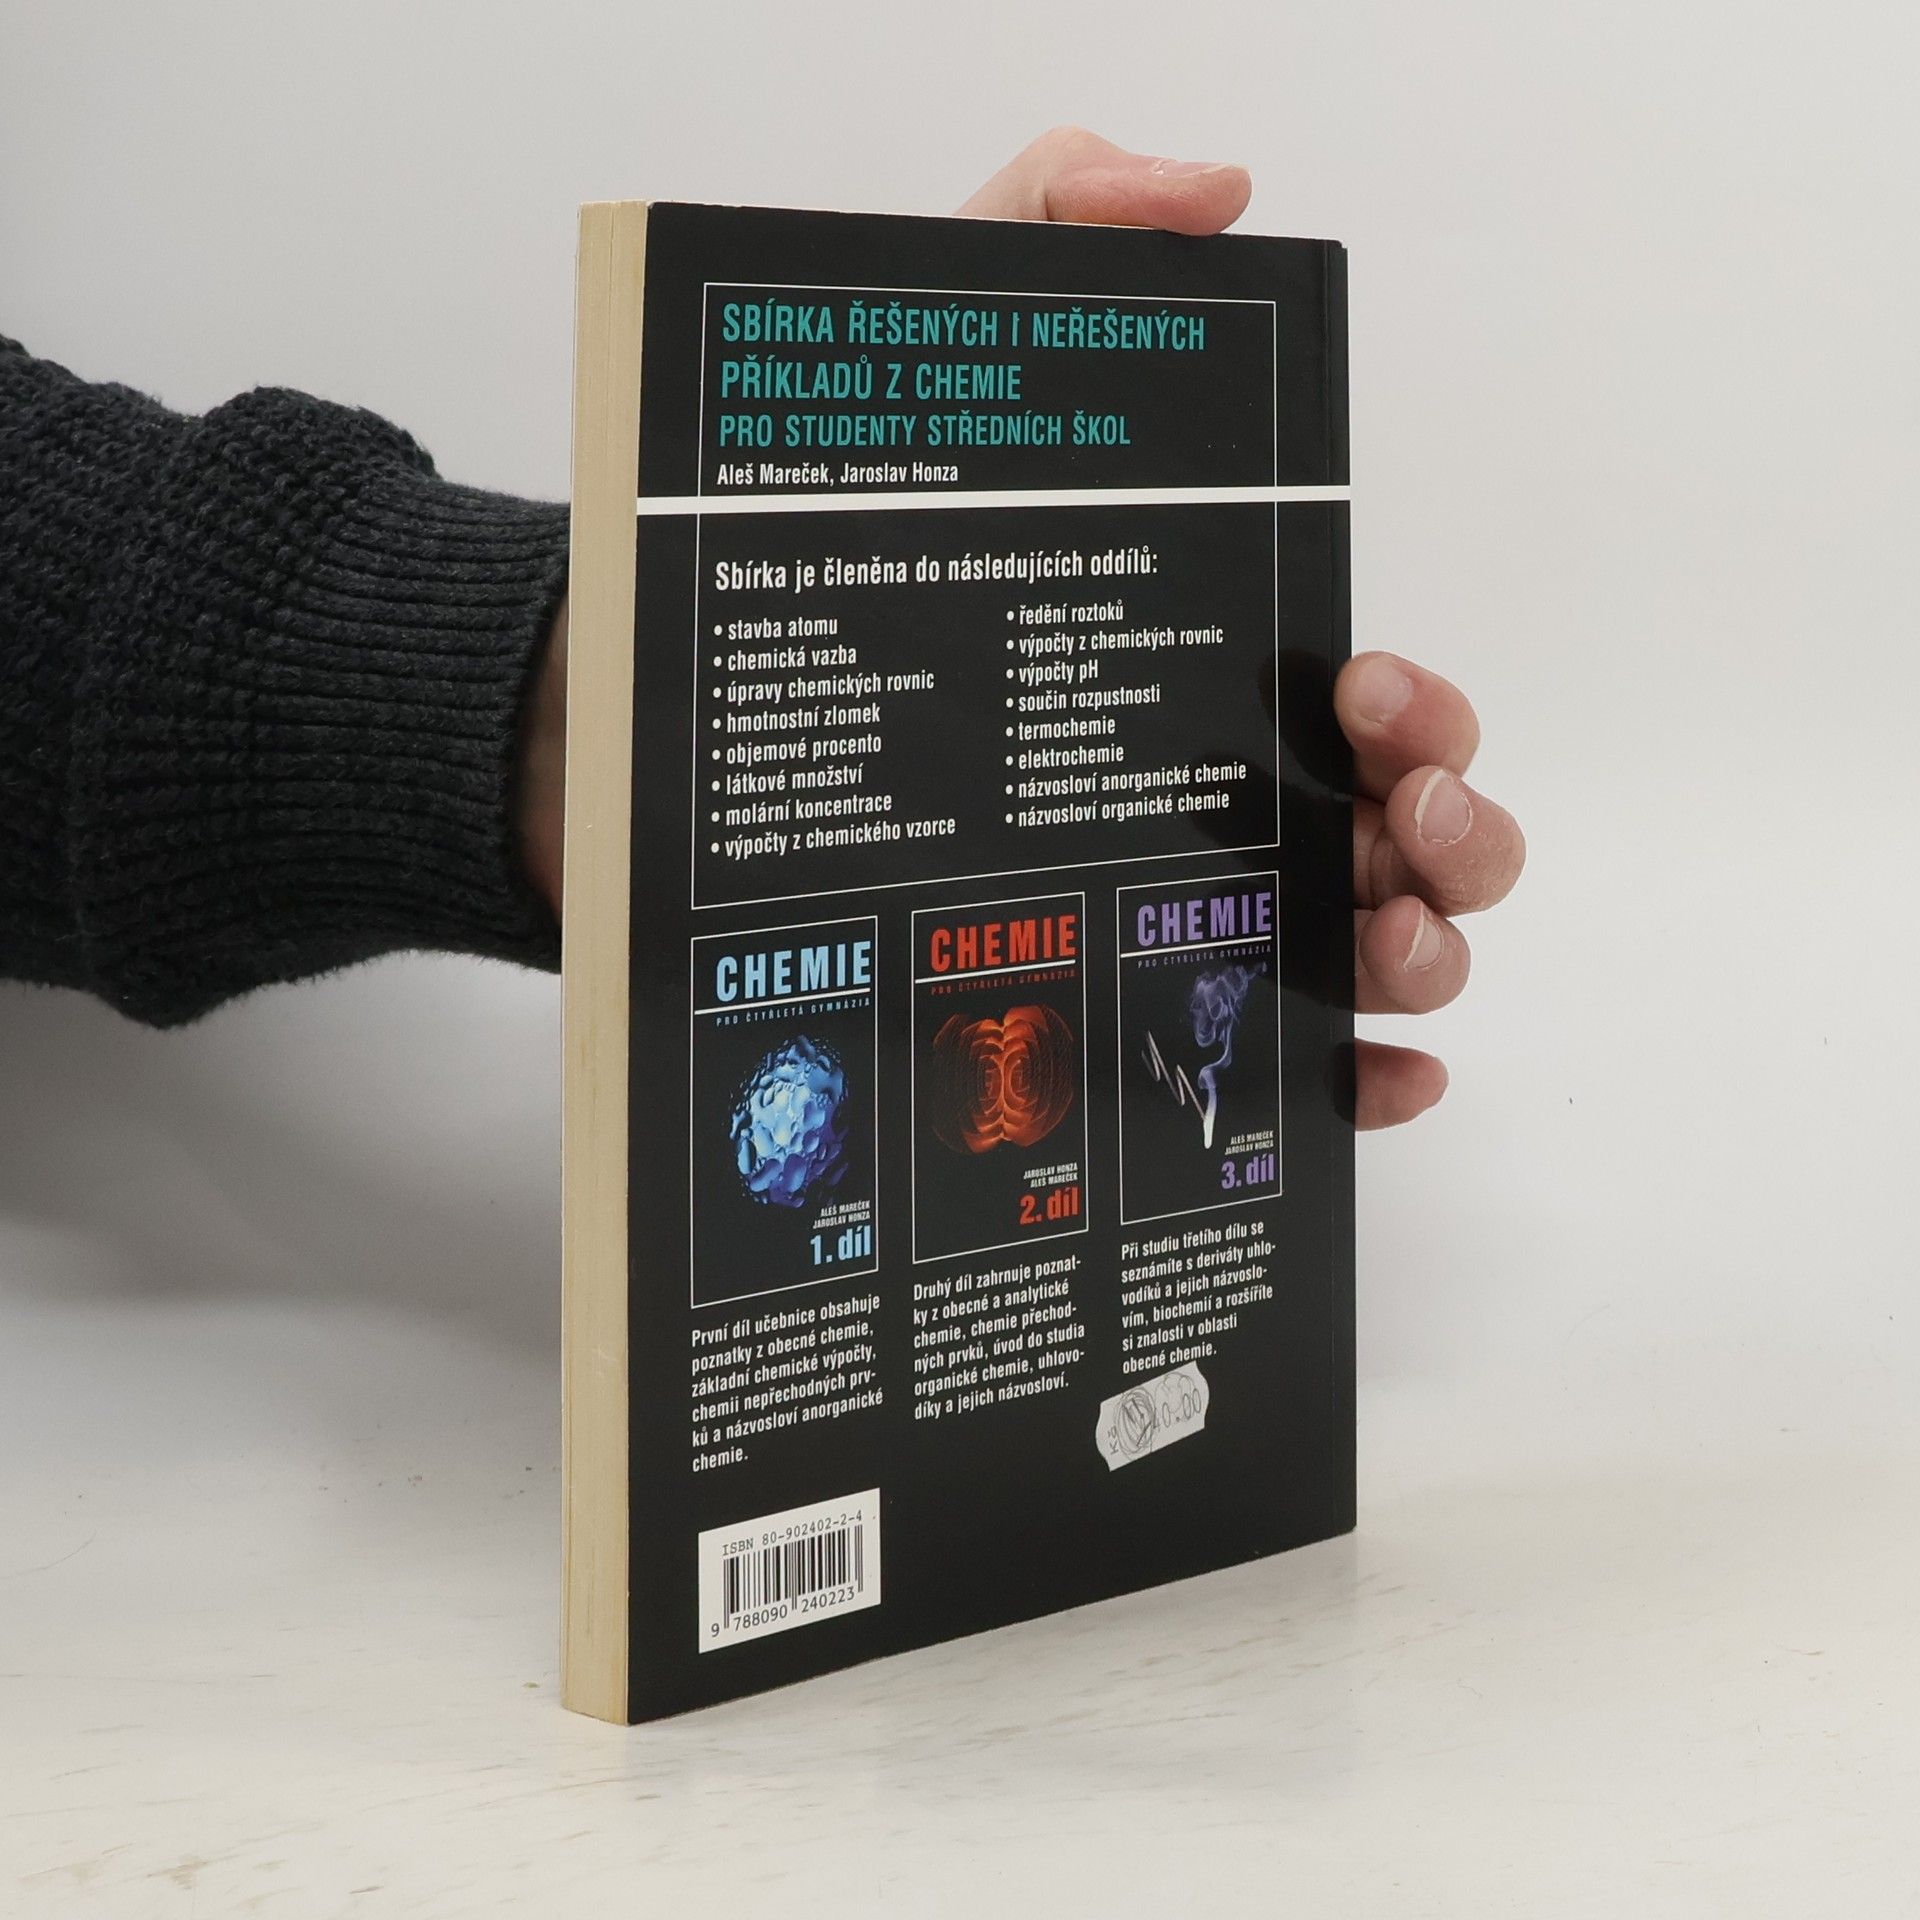 SBÍRKA ŘEŠENÝCH I NEŘEŠENÝCH
PŘÍKLADŮ Z CHEMIE
PRO STUDENTY STŘEDNÍCH ŠKOL
Aleš Mareček, Jaroslav Honza
Sbírka je členěna do následujících oddílů:
• stavba atomu
• chemická vazba
• úpravy chemických rovnic
• hmotnostní zlomek
• objemové procento
• látkové množství
• molární koncentrace
• výpočty z chemického vzorce
• ředění roztoků
• výpočty z chemických rovnic
• výpočty pH
• součin rozpustnosti
• termochemie
• elektrochemie
• názvosloví anorganické chemie
• názvosloví organické chemie
CHEMIE
PRO ČTYŘLETÁ GYMNÁZIA
ALEŠ MAREČEK
JAROSLAV HONZA
1. díl
První díl učebnice obsahuje
poznatky z obecné chemie,
základní chemické výpočty,
chemii nepřechodných prv-
ků a názvosloví anorganické
chemie.
CHEMIE
PRO ČTYŘLETÁ GYMNÁZIA
JAROSLAV HONZA
ALEŠ MAREČEK
2. díl
Druhý díl zahrnuje poznat-
ky z obecné a analytické
chemie, chemie přechod-
ných prvků, úvod do studia
organické chemie, uhlovo-
díky a jejich názvosloví.
CHEMIE
PRO ČTYŘLETÁ GYMNÁZIA
ALEŠ MAREČEK
JAROSLAV HONZA
3. díl
Při studiu třetího dílu se
seznámíte s deriváty uhlo-
vodíků a jejich názvoslo-
vím, biochemií a rozšíříte
si znalosti v oblasti
obecné chemie.
Kč
ISBN 80-902402-2-4
9 788090 240223